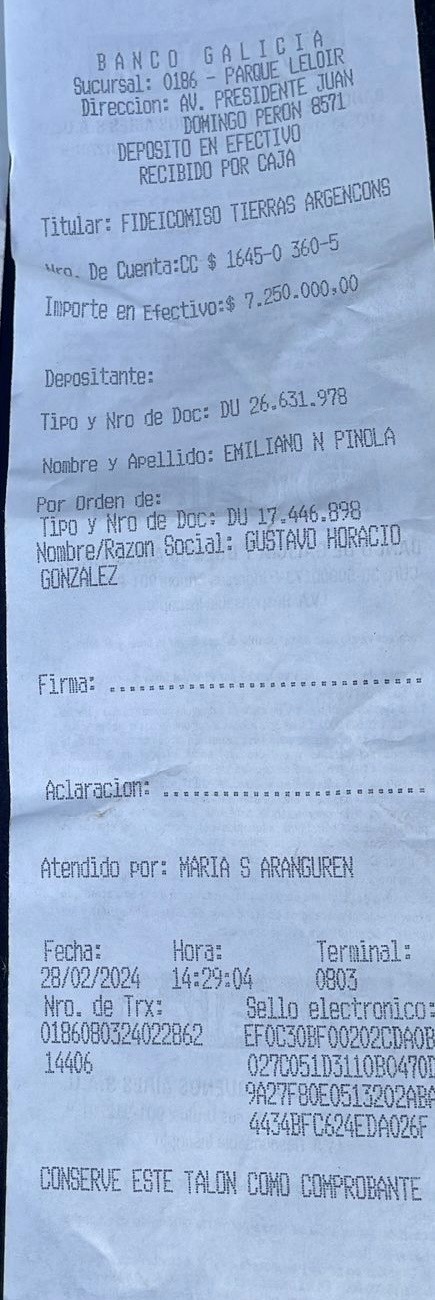 BANCO GALICIA
Sucursal: 0186 - PARQUE LELOIR
Direccion: AV. PRESIDENTE JUAN
DOMINGO PERON 8571
DEPOSITO EN EFECTIVO
RECIBIDO POR CAJA
Titular: FIDEICOMISO TIERRAS ARGENCONS
Nro. De Cuenta:CC $ 1645-0 360-5
Importe en Efectivo:$ 7.250.000,00
Depositante:
Tipo y Nro de Doc: DU 26.631.978
Nombre y Apellido: EMILIANO N PINOLA
Por Orden de:
Tipo y Nro de Doc: DU 17.446.898
Nombre/Razon Social: GUSTAVO HORACIO
GONZALEZ
Firma: ..............................
Aclaracion: .........................
Atendido por: MARIA S ARANGUREN
Fecha: Hora: Terminal:
28/02/2024 14:29:04 0803
Nro. de Trx: Sello electronico:
0186080324022862 EF0C30BF00202CDA0B
14406 027C051D3110B0470D
9A27F80E0513202ABA
4434BFC624EDA026F
CONSERVE ESTE TALON COMO COMPROBANTE